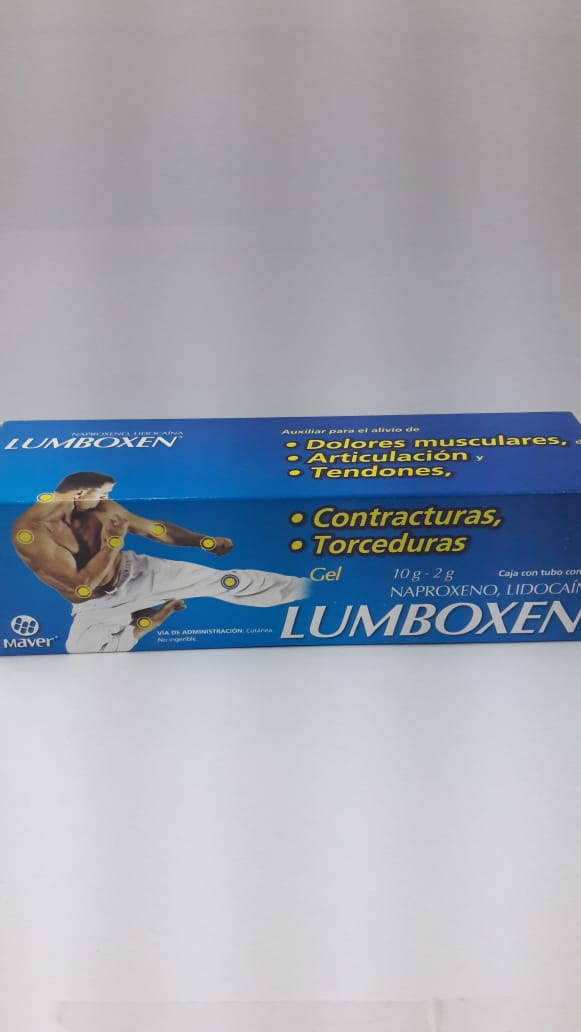 NAPROXENO, LIDOCAÍNA
LUMBOXEN®
Auxiliar para el alivio de
• Dolores musculares,
• Articulación y
• Tendones,
• Contracturas,
• Torceduras
Gel
10 g - 2 g
Caja con tubo con
NAPROXENO, LIDOCAÍN
LUMBOXEN
VÍA DE ADMINISTRACIÓN: Cutánea.
No ingerible.
Maver®